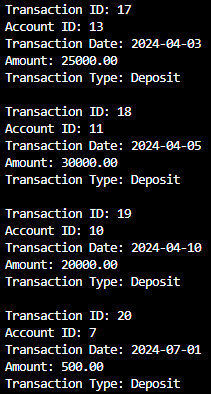 Transaction ID: 17
Account ID: 13
Transaction Date: 2024-04-03
Amount: 25000.00
Transaction Type: Deposit

Transaction ID: 18
Account ID: 11
Transaction Date: 2024-04-05
Amount: 30000.00
Transaction Type: Deposit

Transaction ID: 19
Account ID: 10
Transaction Date: 2024-04-10
Amount: 20000.00
Transaction Type: Deposit

Transaction ID: 20
Account ID: 7
Transaction Date: 2024-07-01
Amount: 500.00
Transaction Type: Deposit